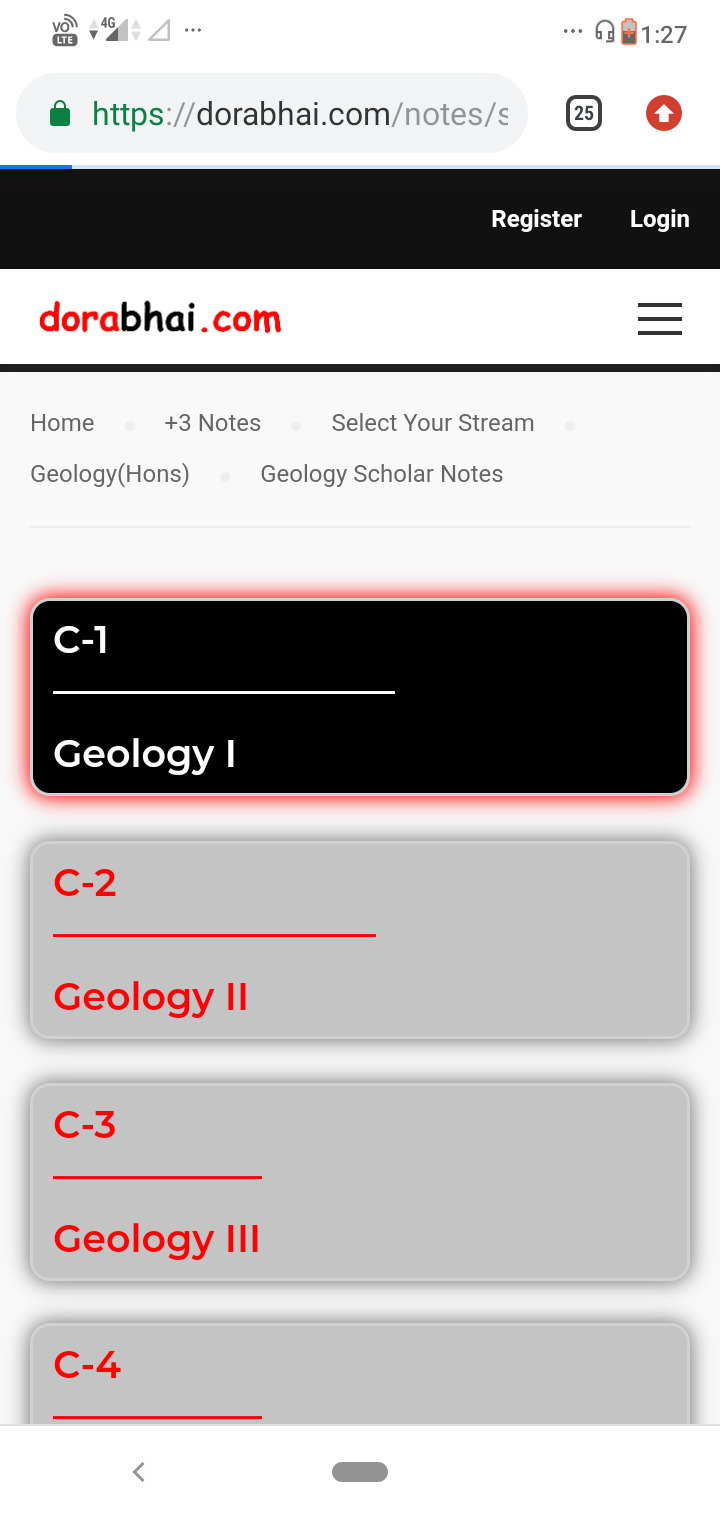 VO LTE 4G 1:27
https://dorabhai.com/notes/s 25
Register Login
dorabhai.com
Home +3 Notes Select Your Stream
Geology(Hons) Geology Scholar Notes
C-1
Geology I
C-2
Geology II
C-3
Geology III
C-4